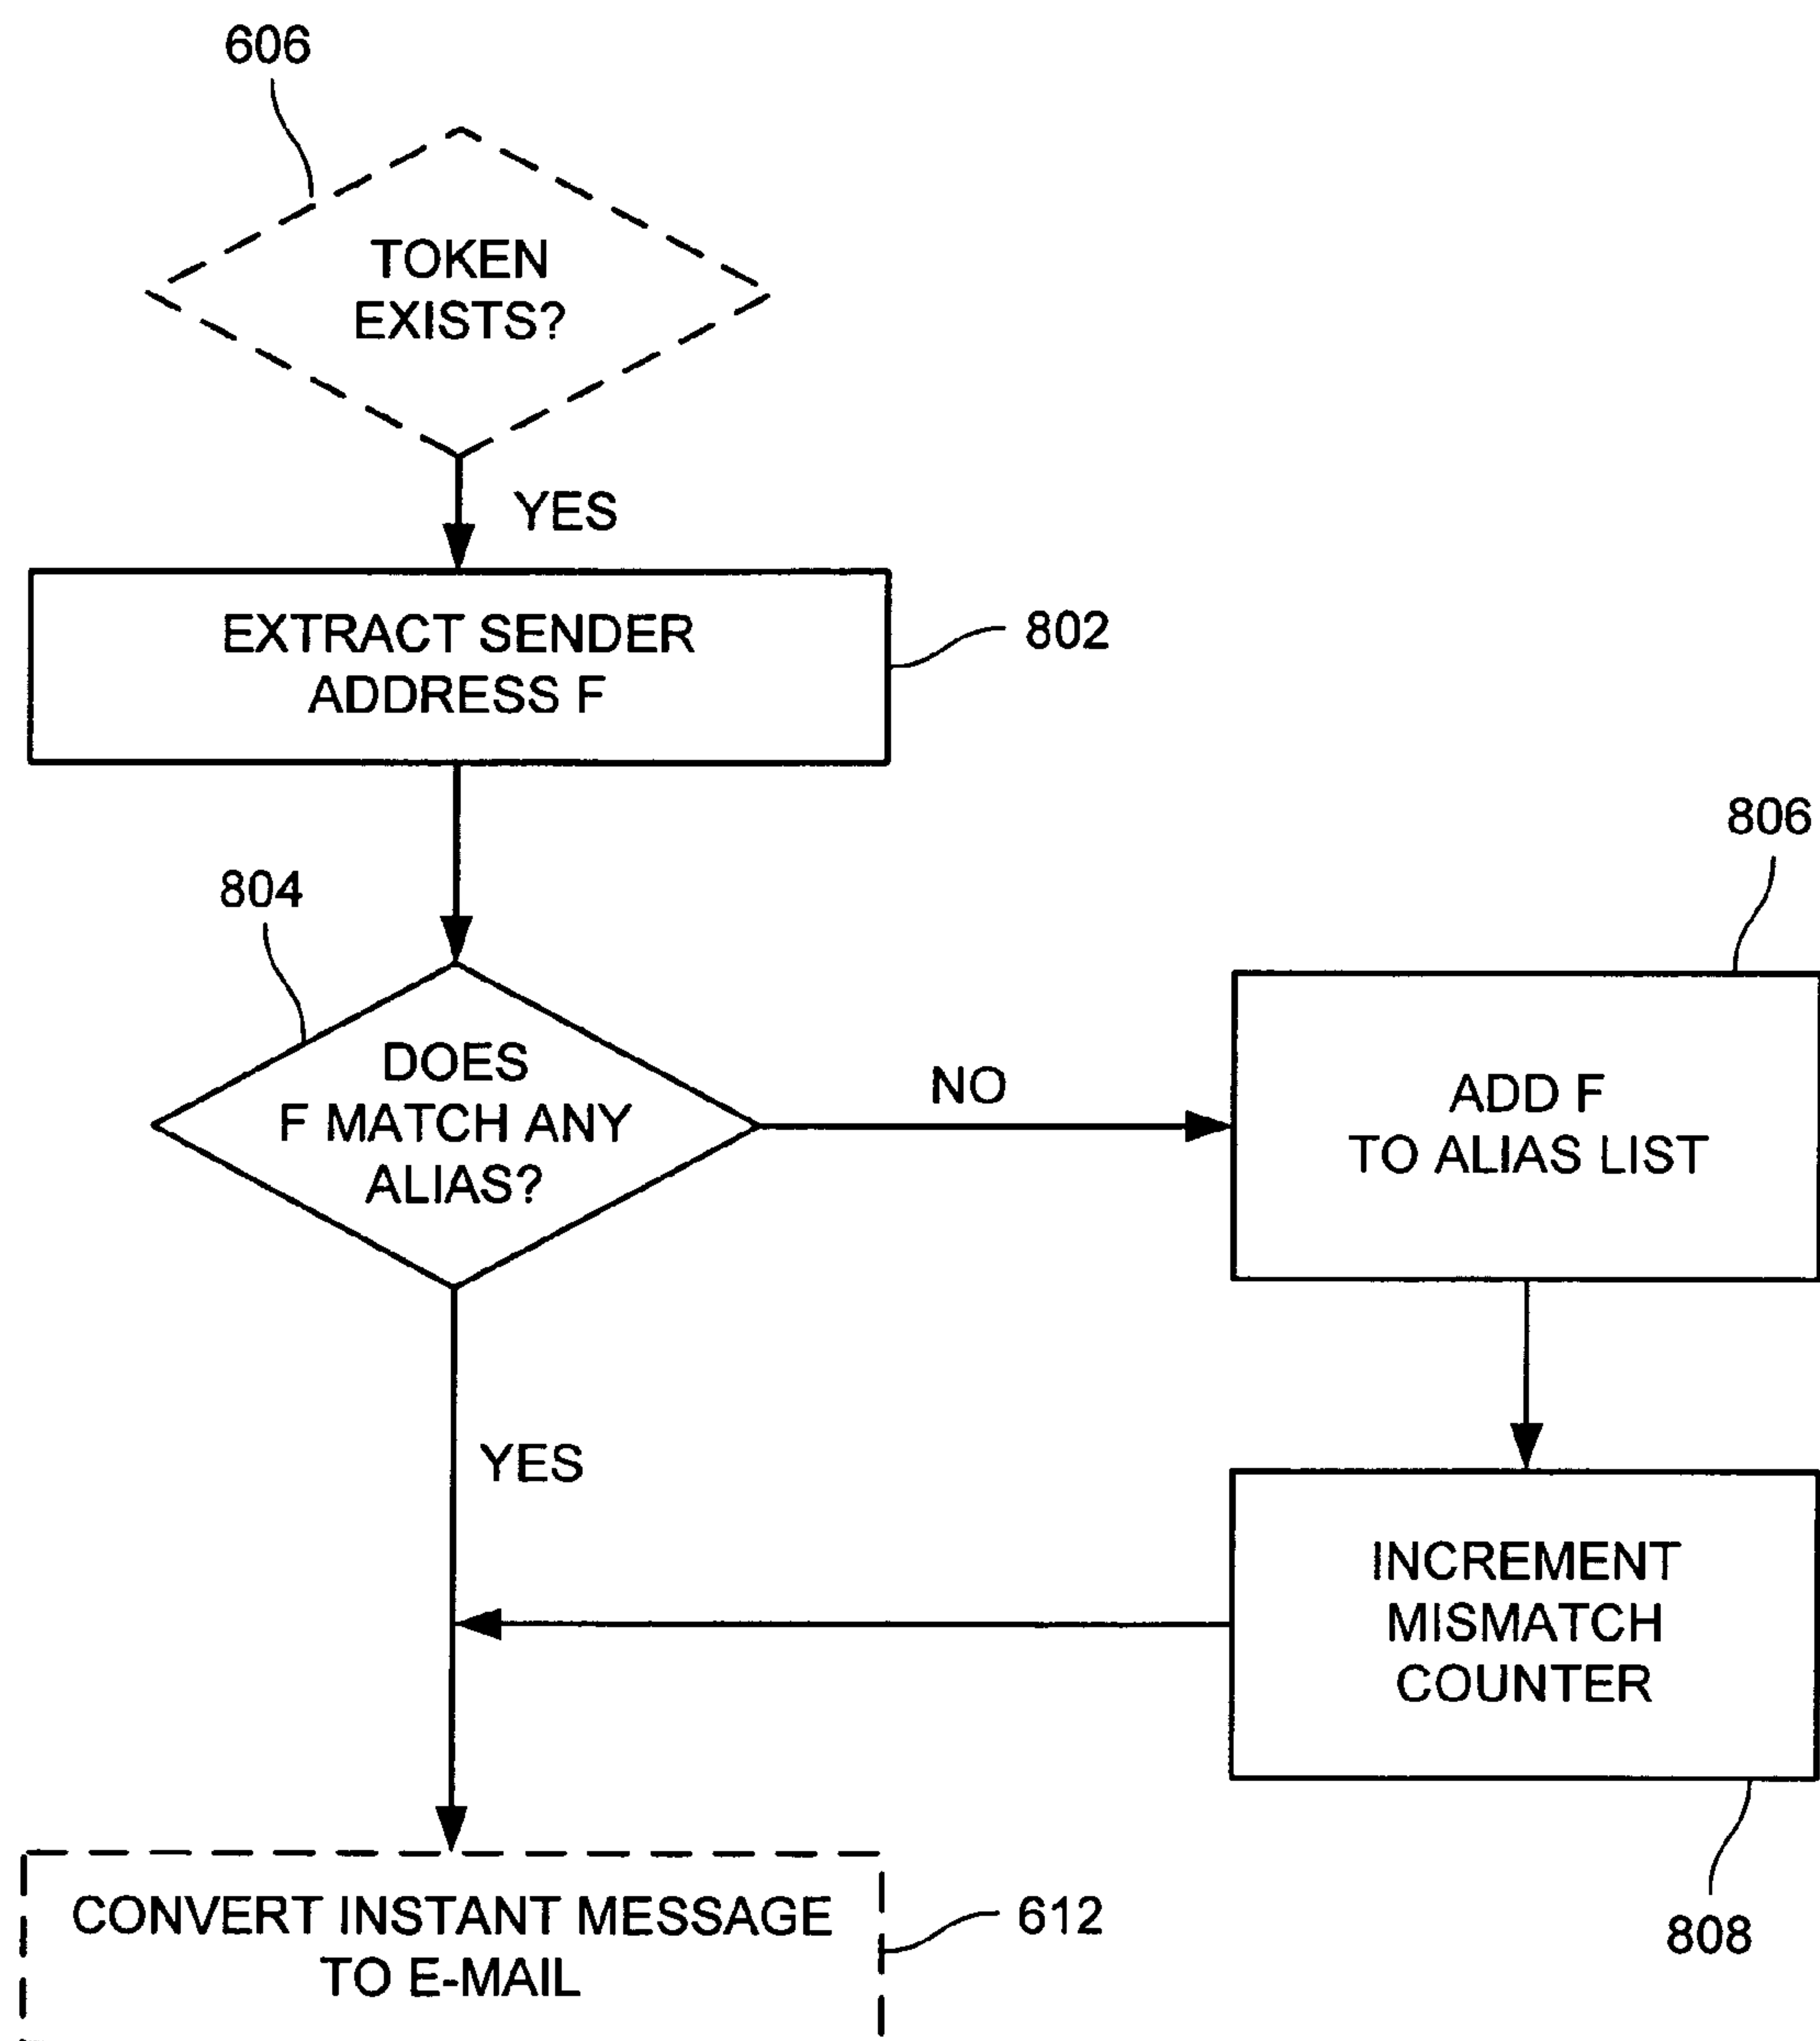 606
TOKEN
EXISTS?
YES
EXTRACT SENDER
ADDRESS F
802
804
DOES
F MATCH ANY
ALIAS?
NO
806
ADD F
TO ALIAS LIST
YES
INCREMENT
MISMATCH
COUNTER
808
CONVERT INSTANT MESSAGE
TO E-MAIL
612